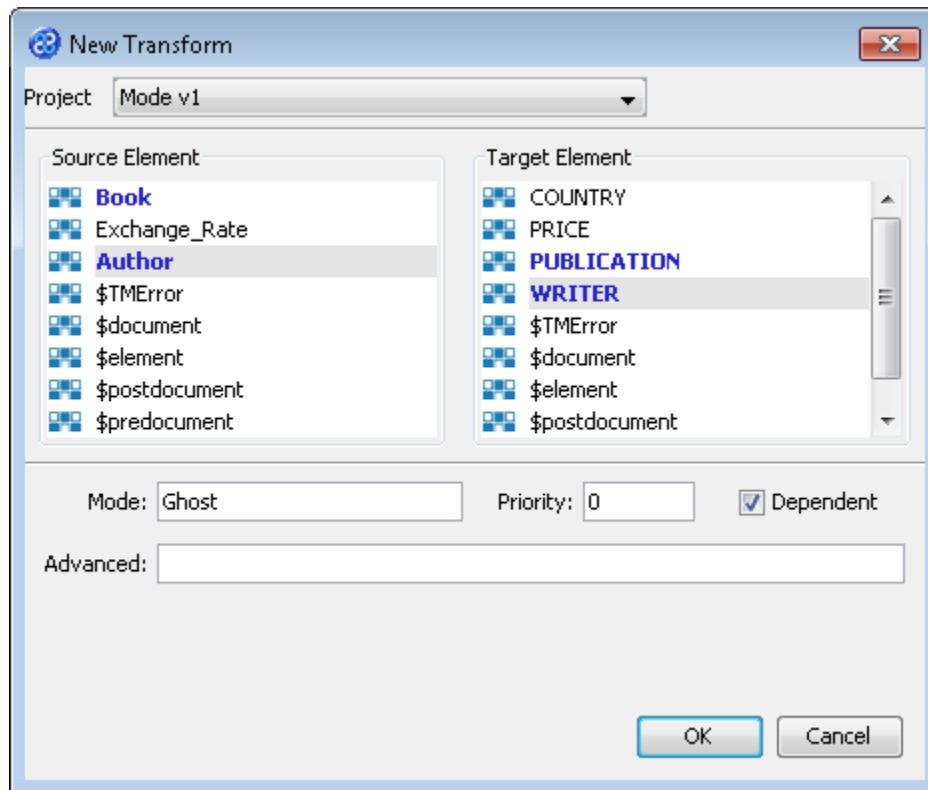 New Transform
Project Mode v1
Source Element
Book
Exchange_Rate
Author
$TMError
$document
$element
$postdocument
$predocument
Target Element
COUNTRY
PRICE
PUBLICATION
WRITER
$TMError
$document
$element
$postdocument
Mode: Ghost Priority: 0 Dependent
Advanced:
OK Cancel